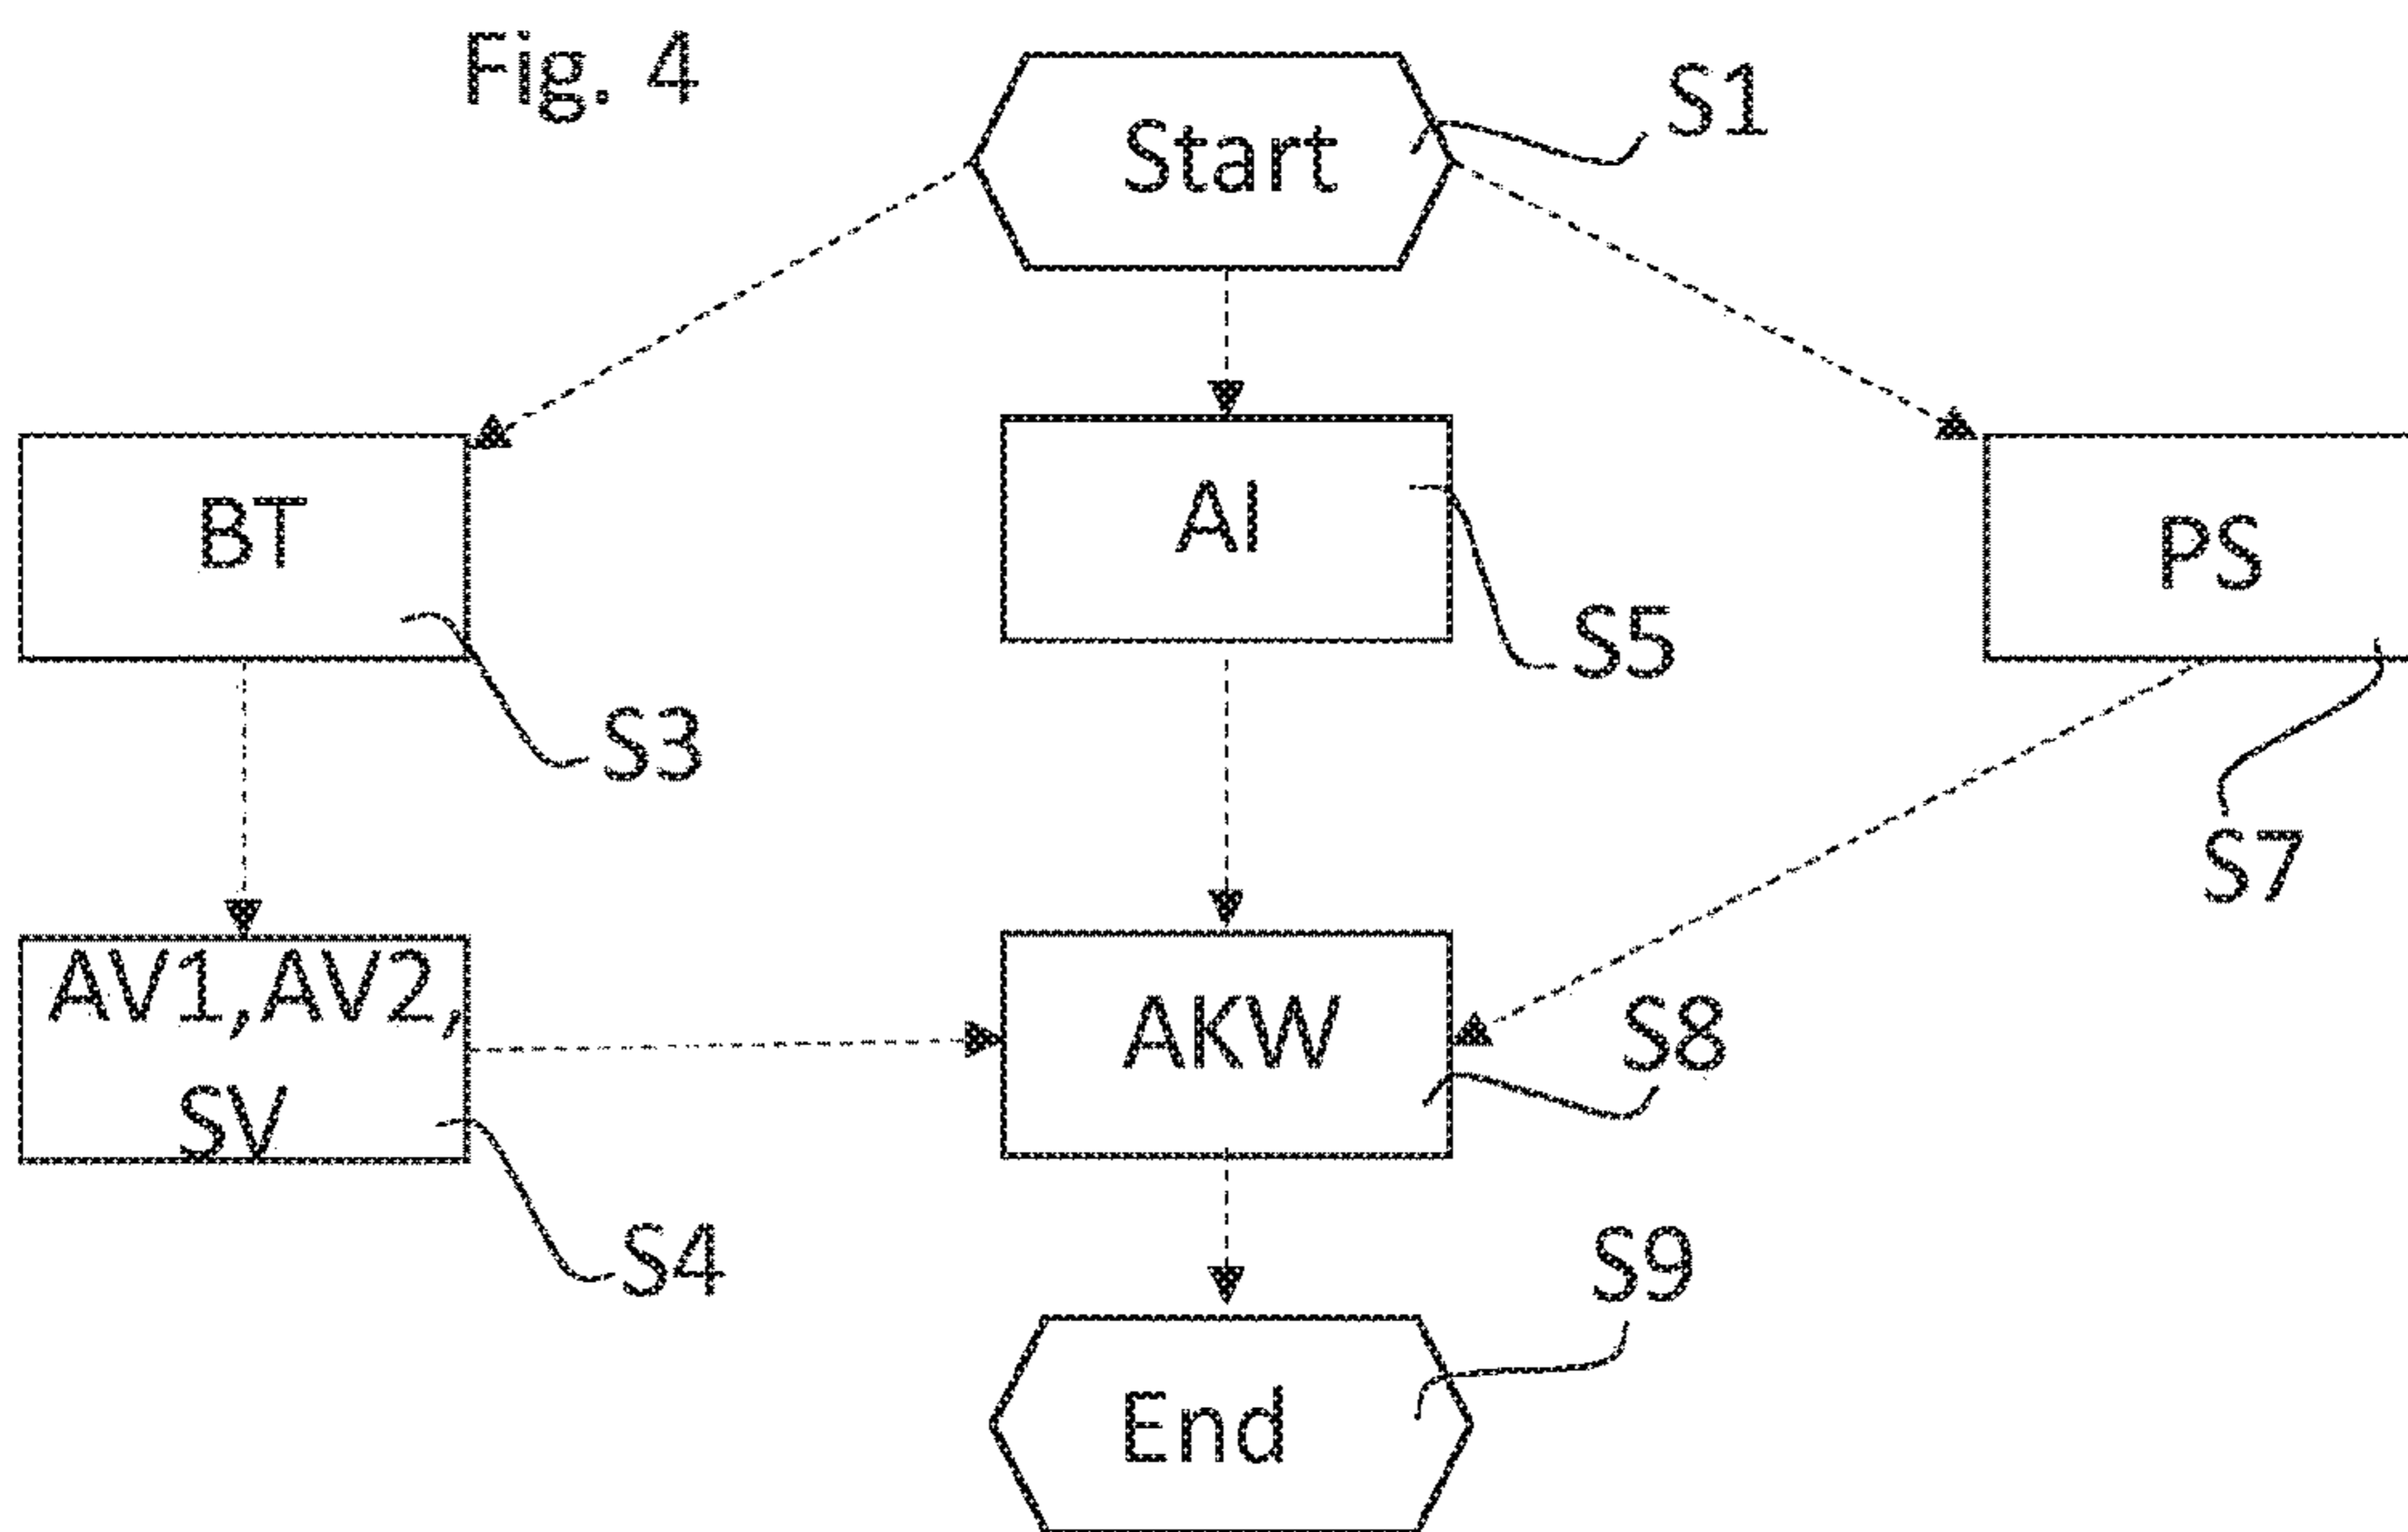 Fig. 4
Start
S1
BT
AI
PS
S3
S5
S7
AV1,AV2,
SV
AKW
S8
S4
S9
End